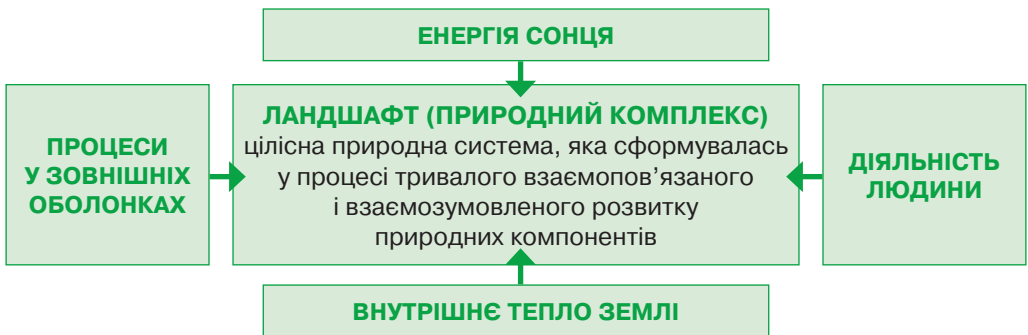 ЕНЕРГІЯ СОНЦЯ
ПРОЦЕСИ
У ЗОВНІШНІХ
ОБОЛОНКАХ
ЛАНДШАФТ (ПРИРОДНИЙ КОМПЛЕКС)
цілісна природна система, яка сформувалась
у процесі тривалого взаємопов’язаного
і взаємозумовленого розвитку
природних компонентів
ДІЯЛЬНІСТЬ
ЛЮДИНИ
ВНУТРІШНЄ ТЕПЛО ЗЕМЛІ